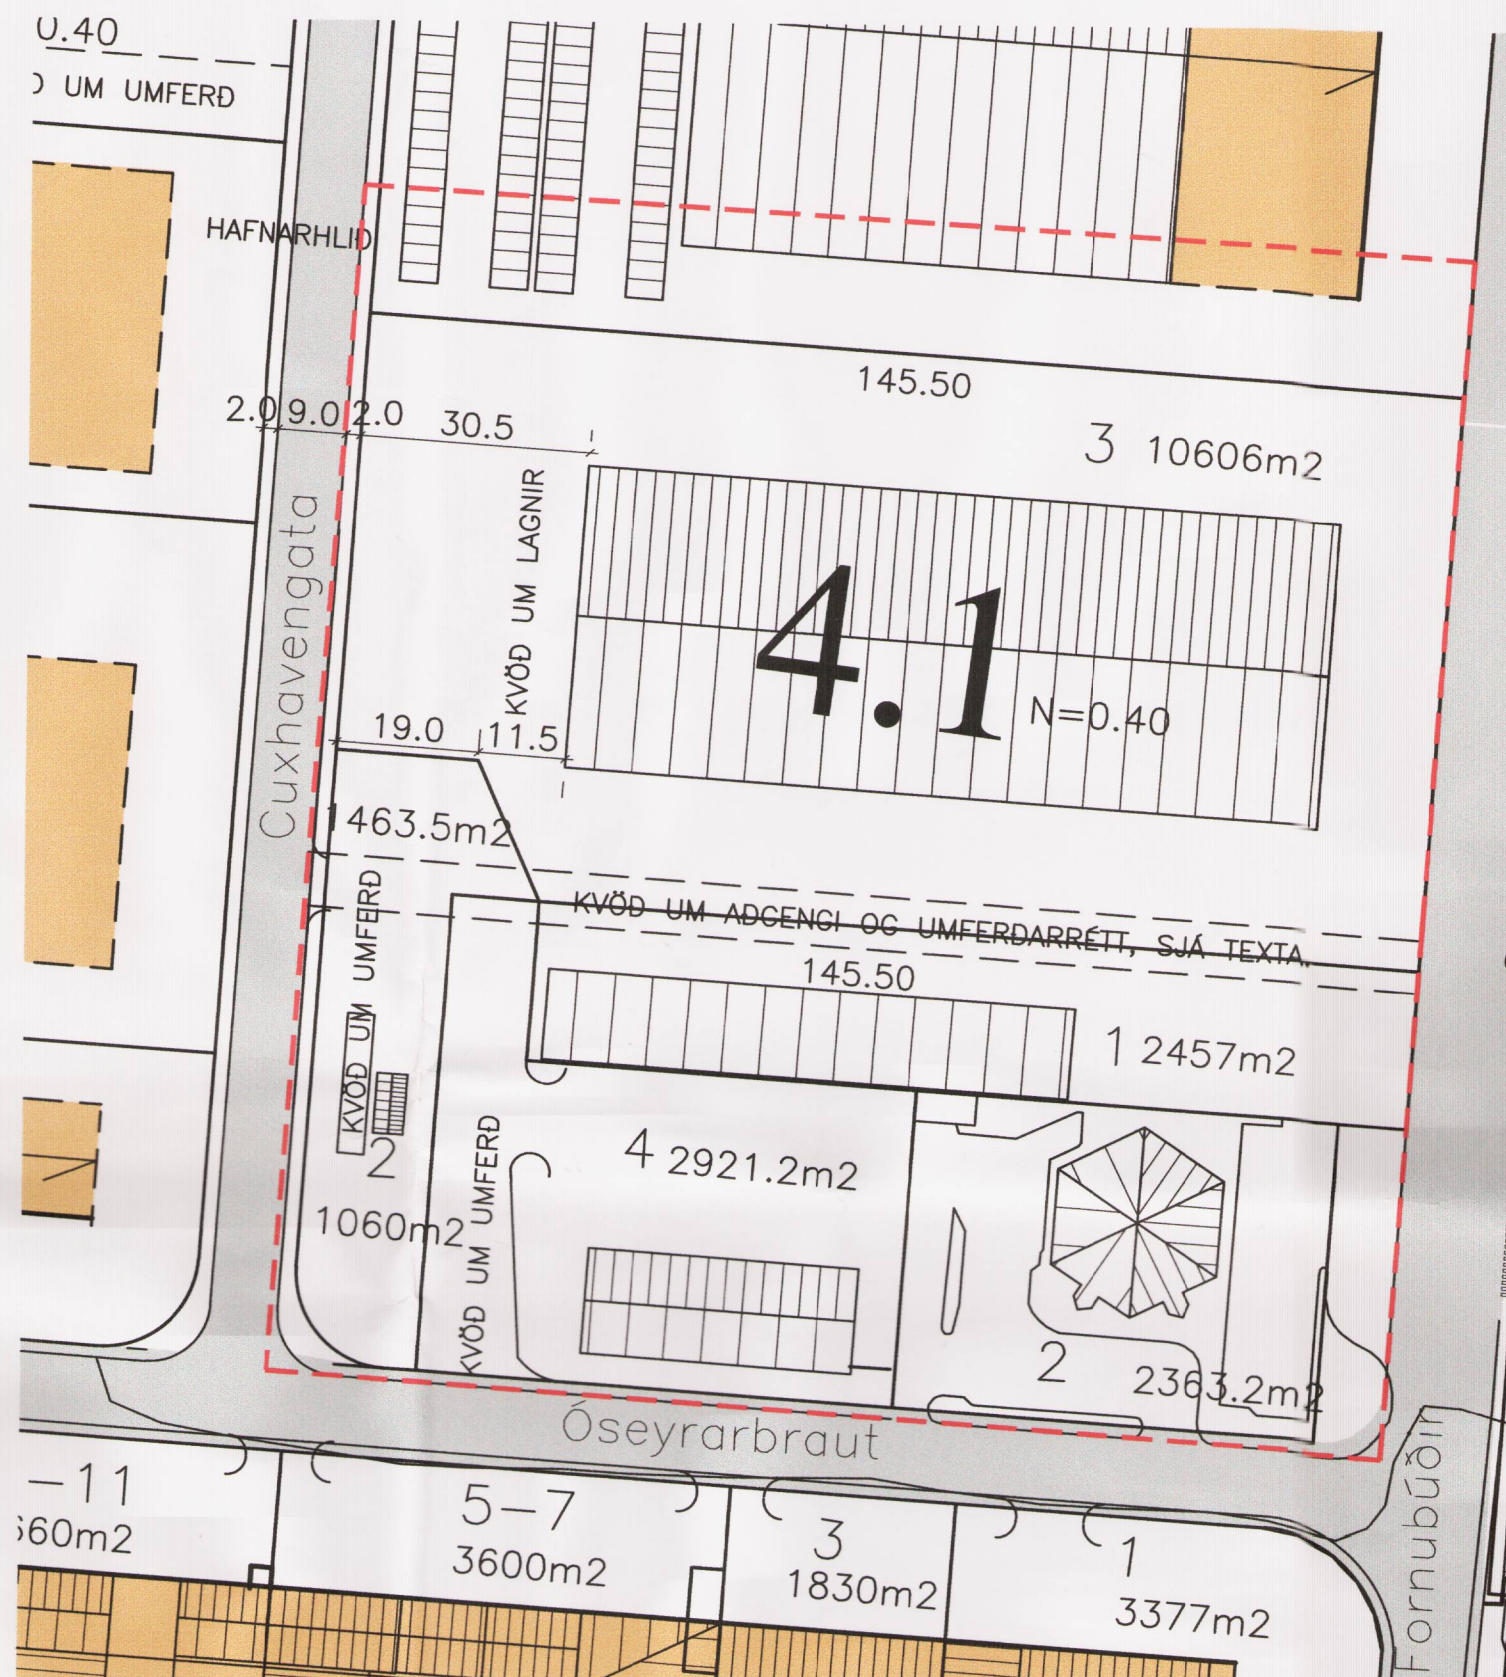 0.40
UM UMFERÐ
HAFNARHLIÐ
145.50
2.0 9.0 2.0 30.5
3 10606m2
KVÖÐ UM LAGNIR
Cuxhavengata
4.1
N=0.40
19.0 11.5
1463.5m2
KVÖÐ UM UMFERÐ
KVÖÐ UM AÐGENGI OG UMFERÐARRÉTT, SJÁ TEXTA.
145.50
1 2457m2
2
1060m2
KVÖÐ UM UMFERÐ
4 2921.2m2
2
2363.2m2
Óseyrarbraut
Fornubúðir
-11
60m2
5-7
3600m2
3
1830m2
1
3377m2